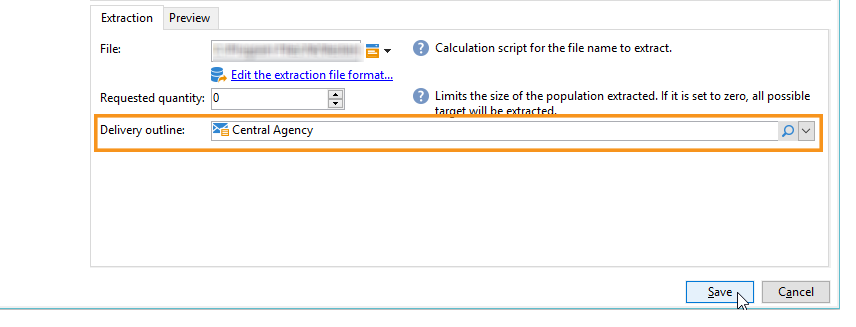 Extraction Preview
File: Calculation script for the file name to extract.
Edit the extraction file format...
Requested quantity: 0 Limits the size of the population extracted. If it is set to zero, all possible
target will be extracted.
Delivery outline: Central Agency
Save Cancel